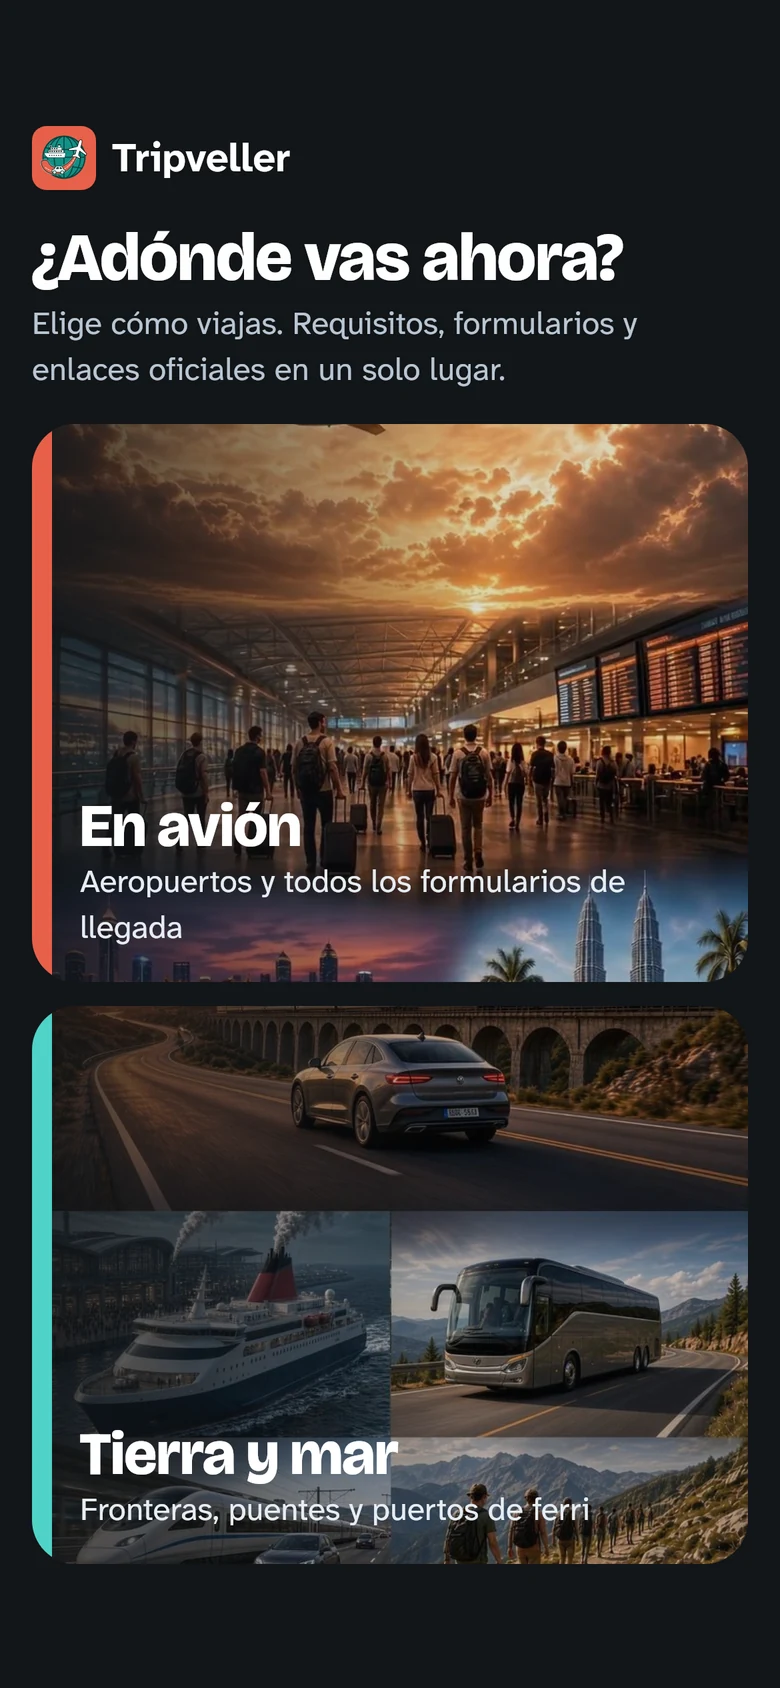 Tripveller
¿Adónde vas ahora?
Elige cómo viajas. Requisitos, formularios y
enlaces oficiales en un solo lugar.
En avión
Aeropuertos y todos los formularios de
llegada
Tierra y mar
Fronteras, puentes y puertos de ferri